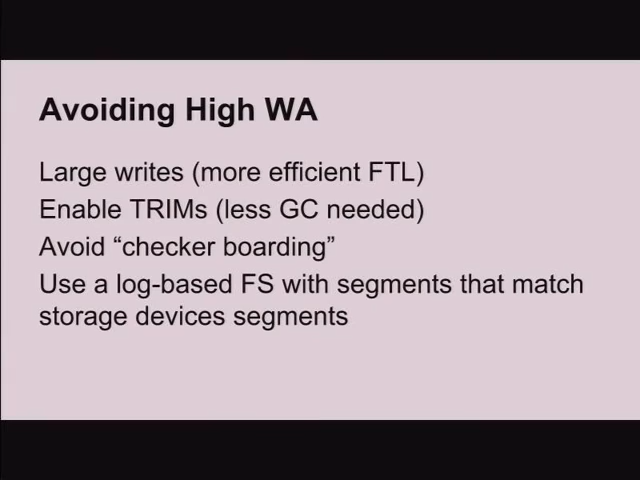 Avoiding High WA
Large writes (more efficient FTL)
Enable TRIMs (less GC needed)
Avoid “checker boarding”
Use a log-based FS with segments that match
storage devices segments